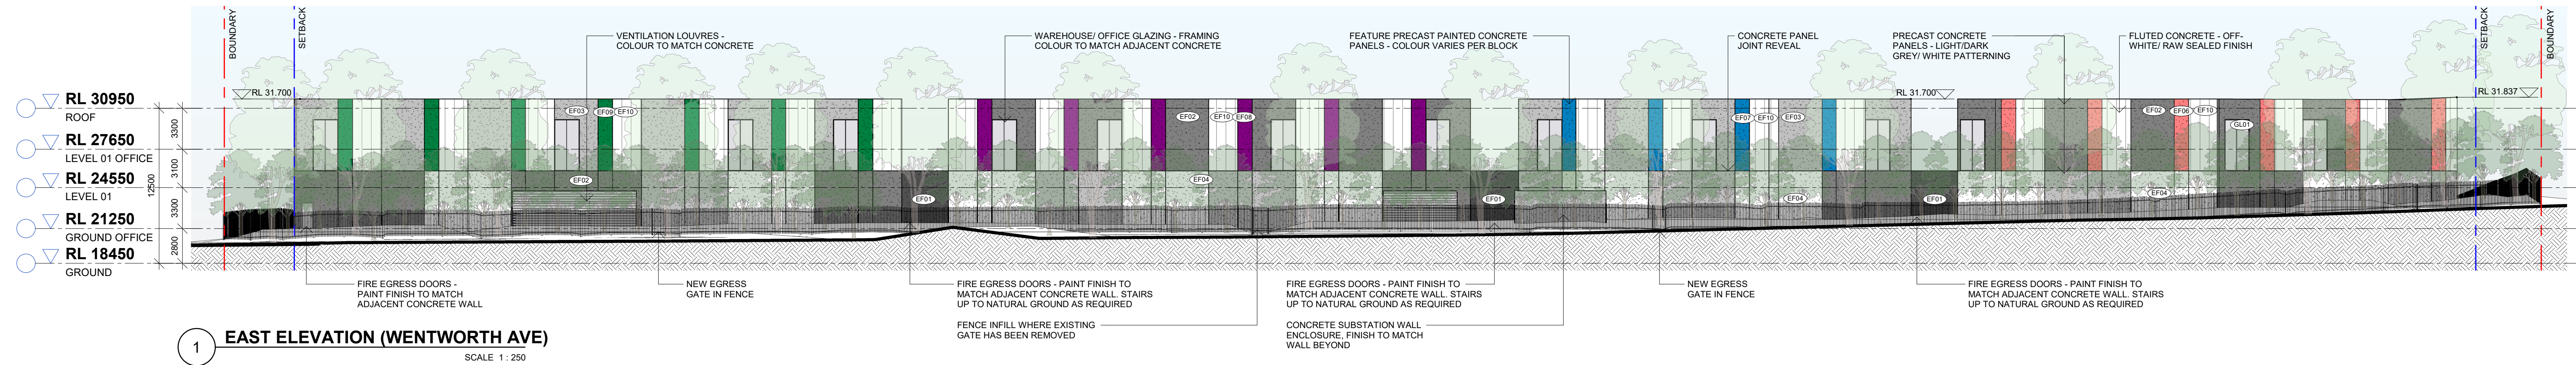 BOUNDARY
SETBACK
VENTILATION LOUVRES -
COLOUR TO MATCH CONCRETE
WAREHOUSE/ OFFICE GLAZING - FRAMING
COLOUR TO MATCH ADJACENT CONCRETE
FEATURE PRECAST PAINTED CONCRETE
PANELS - COLOUR VARIES PER BLOCK
CONCRETE PANEL
JOINT REVEAL
PRECAST CONCRETE
PANELS - LIGHT/DARK
GREY/ WHITE PATTERNING
FLUTED CONCRETE - OFF-
WHITE/ RAW SEALED FINISH
SETBACK
BOUNDARY
RL 31.700
RL 31.700
RL 31.837
RL 30950
ROOF
RL 27650
LEVEL 01 OFFICE
RL 24550
LEVEL 01
RL 21250
GROUND OFFICE
RL 18450
GROUND
12500
3300
3100
3300
2800
EF03
EF09
EF10
EF02
EF10
EF08
EF07
EF10
EF03
EF02
EF06
EF10
GL01
EF02
EF04
EF01
EF01
EF04
EF01
EF04
FIRE EGRESS DOORS -
PAINT FINISH TO MATCH
ADJACENT CONCRETE WALL
NEW EGRESS
GATE IN FENCE
FIRE EGRESS DOORS - PAINT FINISH TO
MATCH ADJACENT CONCRETE WALL. STAIRS
UP TO NATURAL GROUND AS REQUIRED
FENCE INFILL WHERE EXISTING
GATE HAS BEEN REMOVED
FIRE EGRESS DOORS - PAINT FINISH TO
MATCH ADJACENT CONCRETE WALL. STAIRS
UP TO NATURAL GROUND AS REQUIRED
CONCRETE SUBSTATION WALL
ENCLOSURE, FINISH TO MATCH
WALL BEYOND
NEW EGRESS
GATE IN FENCE
FIRE EGRESS DOORS - PAINT FINISH TO
MATCH ADJACENT CONCRETE WALL. STAIRS
UP TO NATURAL GROUND AS REQUIRED
1
EAST ELEVATION (WENTWORTH AVE)
SCALE 1 : 250